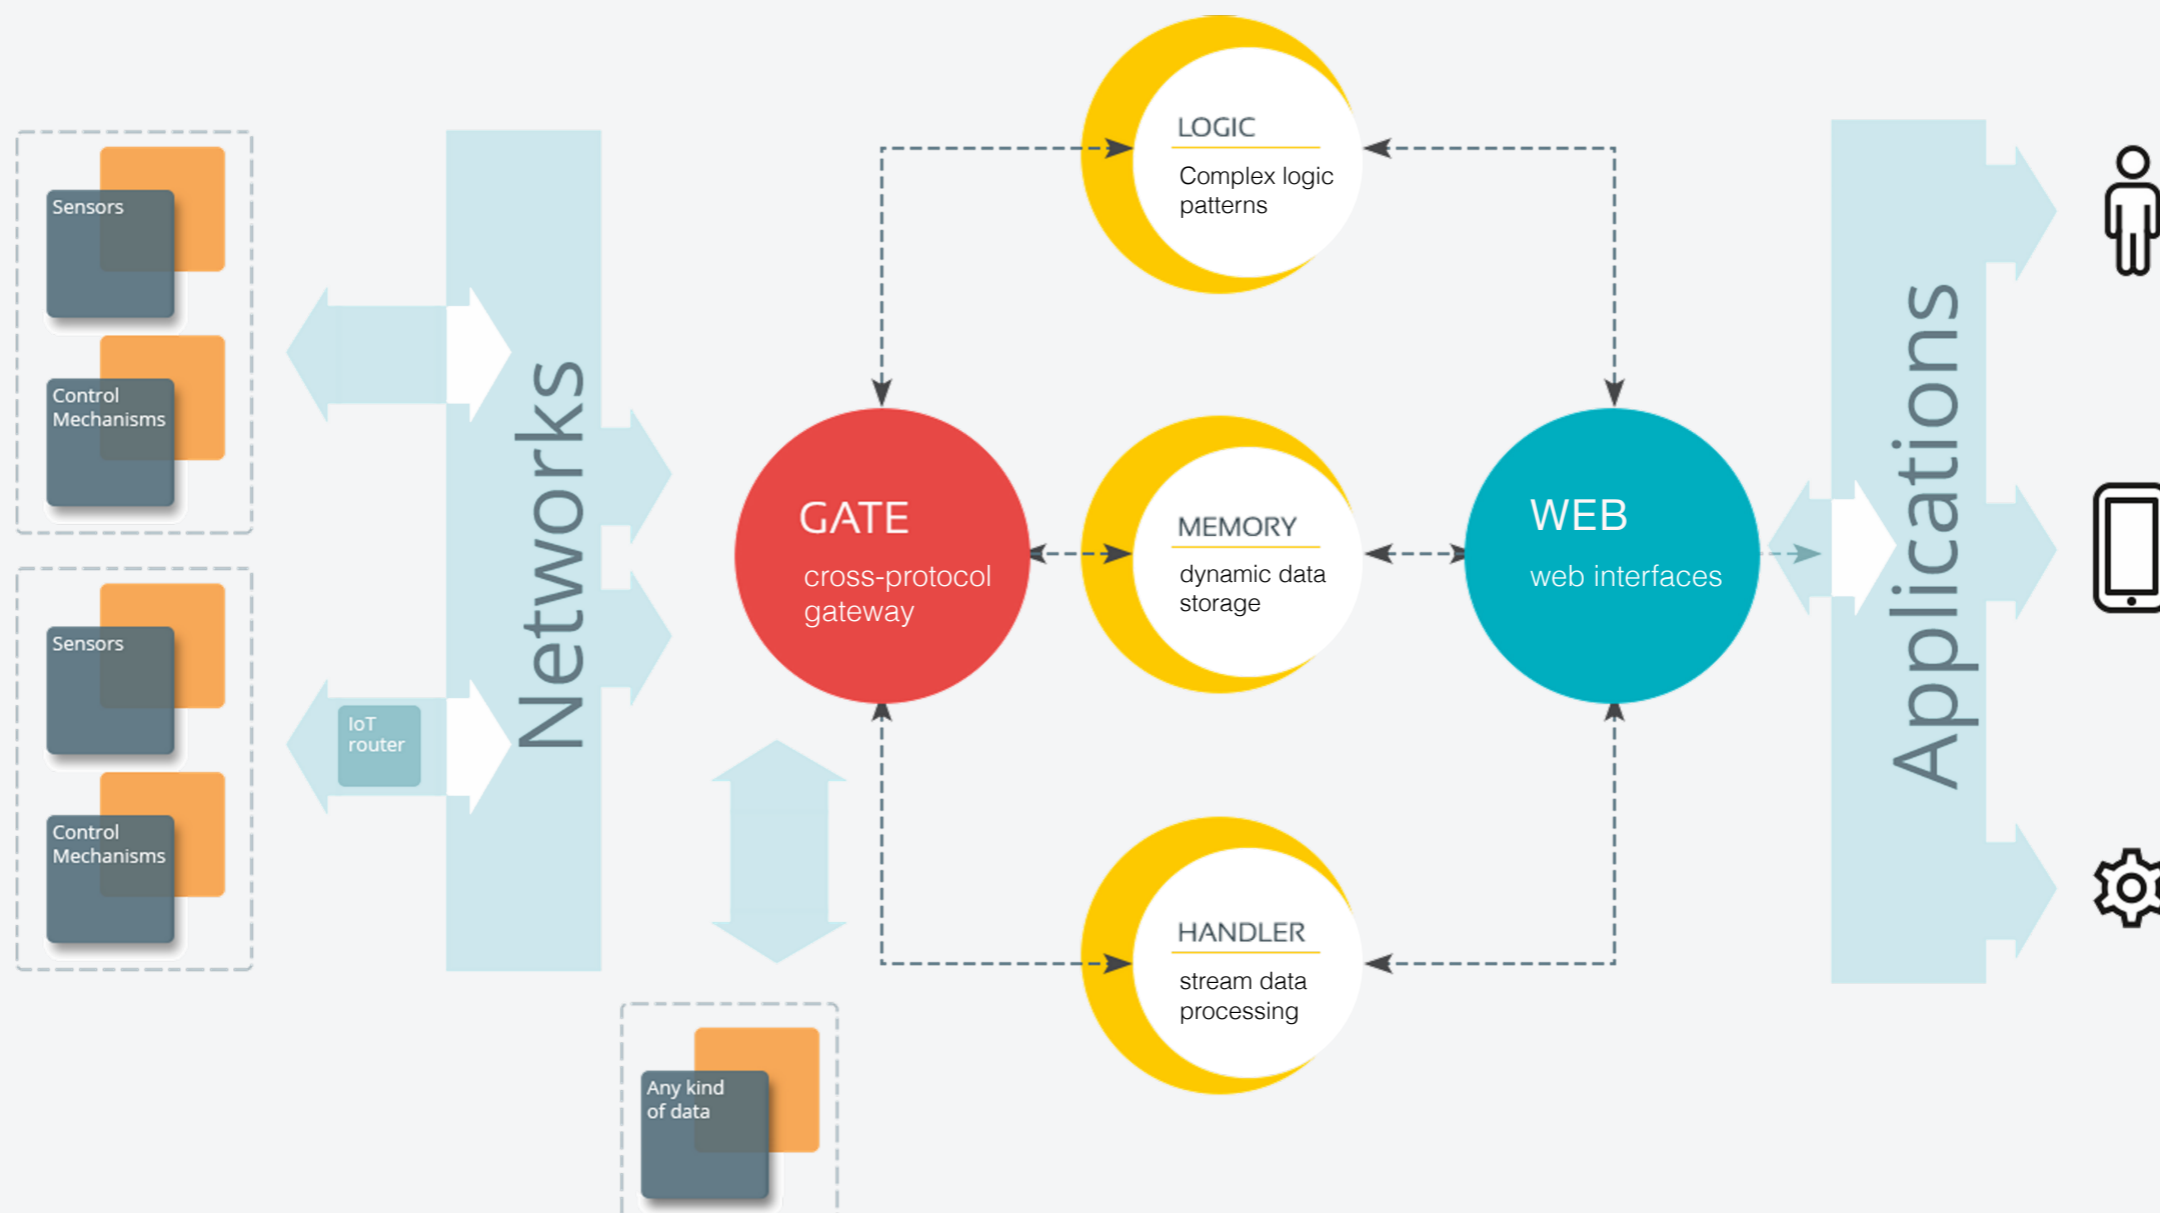 Sensors
Control
Mechanisms
Sensors
Control
Mechanisms
IoT
router
Networks
Any kind
of data
GATE
cross-protocol
gateway
LOGIC
Complex logic
patterns
MEMORY
dynamic data
storage
HANDLER
stream data
processing
WEB
web interfaces
Applications